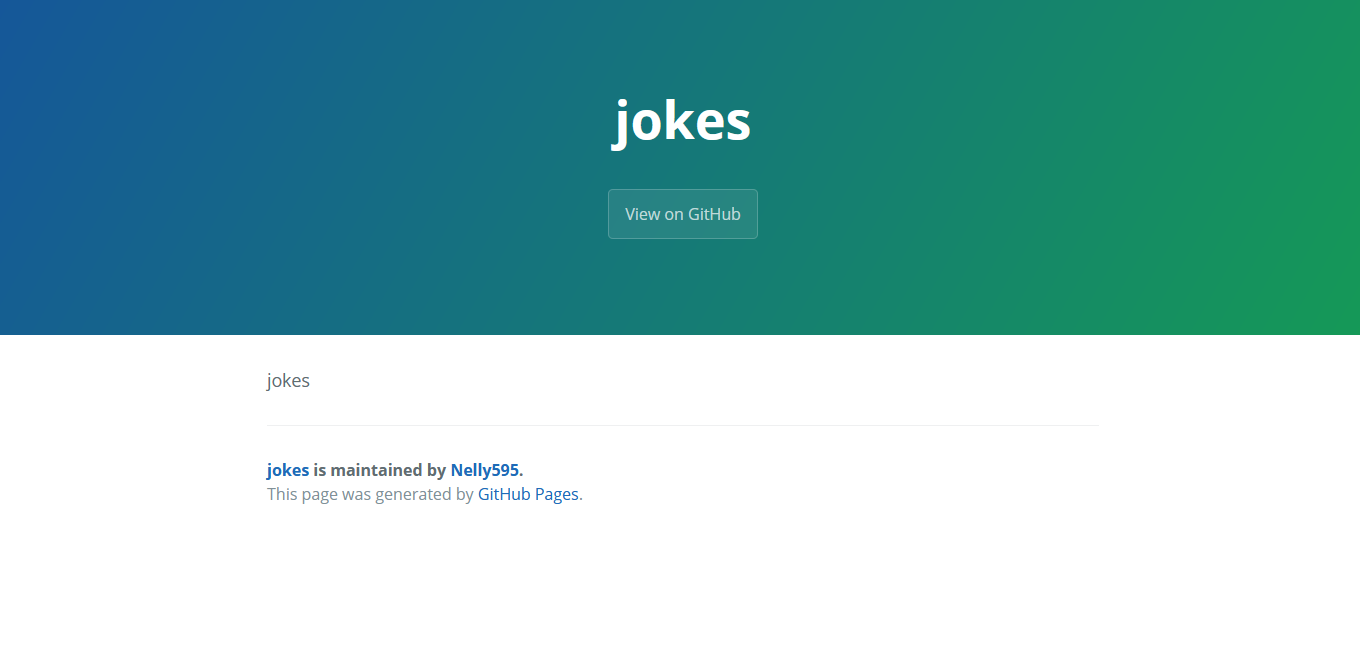 jokes
View on GitHub
jokes
jokes is maintained by Nelly595.
This page was generated by GitHub Pages.